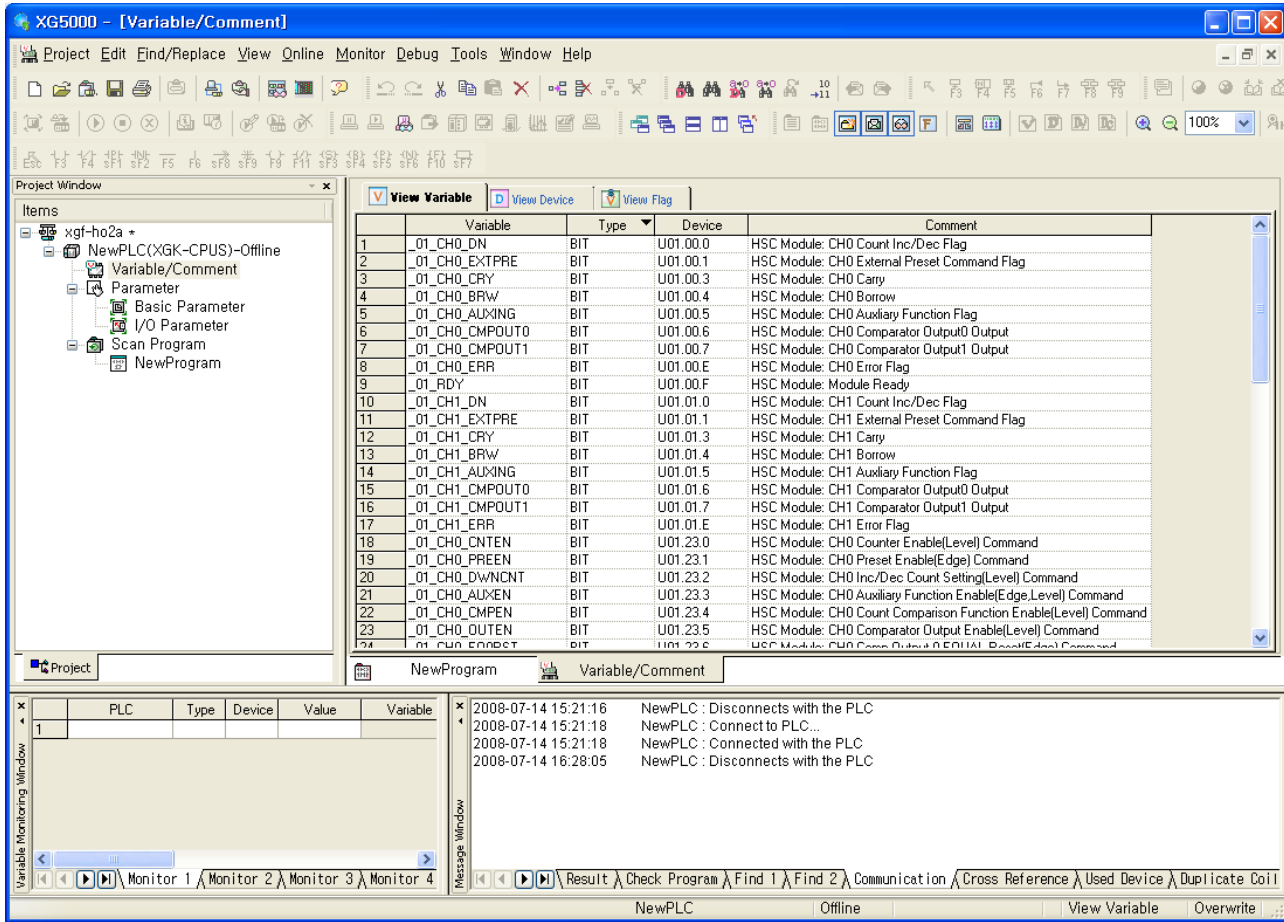 XG5000 - [Variable/Comment]
Project Edit Find/Replace View Online Monitor Debug Tools Window Help
100%
Project Window
Items
xgf-ho2a *
NewPLC(XGK-CPUS)-Offline
Variable/Comment
Parameter
Basic Parameter
I/O Parameter
Scan Program
NewProgram
Project
View Variable View Device View Flag
Variable Type Device Comment
1 _01_CH0_DN BIT U01.00.0 HSC Module: CH0 Count Inc/Dec Flag
2 _01_CH0_EXTPRE BIT U01.00.1 HSC Module: CH0 External Preset Command Flag
3 _01_CH0_CRY BIT U01.00.3 HSC Module: CH0 Carry
4 _01_CH0_BRW BIT U01.00.4 HSC Module: CH0 Borrow
5 _01_CH0_AUXING BIT U01.00.5 HSC Module: CH0 Auxliary Function Flag
6 _01_CH0_CMPOUT0 BIT U01.00.6 HSC Module: CH0 Comparator Output0 Output
7 _01_CH0_CMPOUT1 BIT U01.00.7 HSC Module: CH0 Comparator Output1 Output
8 _01_CH0_ERR BIT U01.00.E HSC Module: CH0 Error Flag
9 _01_RDY BIT U01.00.F HSC Module: Module Ready
10 _01_CH1_DN BIT U01.01.0 HSC Module: CH1 Count Inc/Dec Flag
11 _01_CH1_EXTPRE BIT U01.01.1 HSC Module: CH1 External Preset Command Flag
12 _01_CH1_CRY BIT U01.01.3 HSC Module: CH1 Carry
13 _01_CH1_BRW BIT U01.01.4 HSC Module: CH1 Borrow
14 _01_CH1_AUXING BIT U01.01.5 HSC Module: CH1 Auxliary Function Flag
15 _01_CH1_CMPOUT0 BIT U01.01.6 HSC Module: CH1 Comparator Output0 Output
16 _01_CH1_CMPOUT1 BIT U01.01.7 HSC Module: CH1 Comparator Output1 Output
17 _01_CH1_ERR BIT U01.01.E HSC Module: CH1 Error Flag
18 _01_CH0_CNTEN BIT U01.23.0 HSC Module: CH0 Counter Enable(Level) Command
19 _01_CH0_PREEN BIT U01.23.1 HSC Module: CH0 Preset Enable(Edge) Command
20 _01_CH0_DWNCNT BIT U01.23.2 HSC Module: CH0 Inc/Dec Count Setting(Level) Command
21 _01_CH0_AUXEN BIT U01.23.3 HSC Module: CH0 Auxiliary Function Enable(Edge,Level) Command
22 _01_CH0_CMPEN BIT U01.23.4 HSC Module: CH0 Count Comparison Function Enable(Level) Command
23 _01_CH0_OUTEN BIT U01.23.5 HSC Module: CH0 Comparator Output Enable(Level) Command
NewProgram Variable/Comment
Variable Monitoring Window
PLC Type Device Value Variable
1
Monitor 1 Monitor 2 Monitor 3 Monitor 4
Message Window
2008-07-14 15:21:16 NewPLC : Disconnects with the PLC
2008-07-14 15:21:18 NewPLC : Connect to PLC...
2008-07-14 15:21:18 NewPLC : Connected with the PLC
2008-07-14 16:28:05 NewPLC : Disconnects with the PLC
Result Check Program Find 1 Find 2 Communication Cross Reference Used Device Duplicate Coil
NewPLC Offline View Variable Overwrite